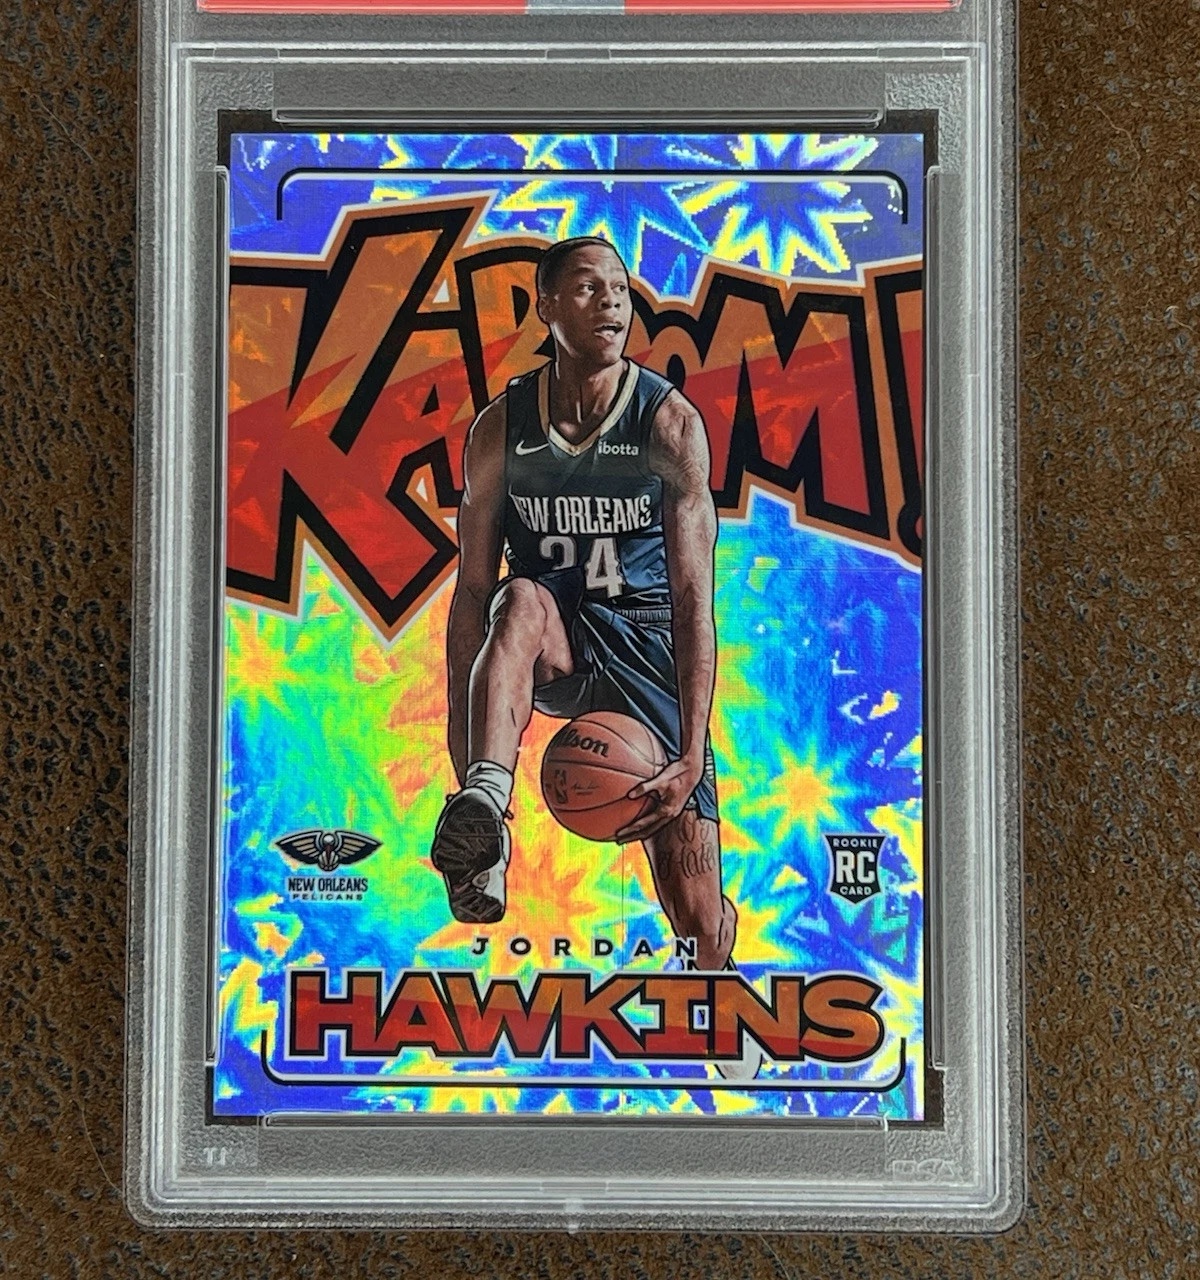 KABOOM!
ibotta
NEW ORLEANS
24
Wilson
NEW ORLEANS
PELICANS
ROOKIE
RC
CARD
JORDAN
HAWKINS